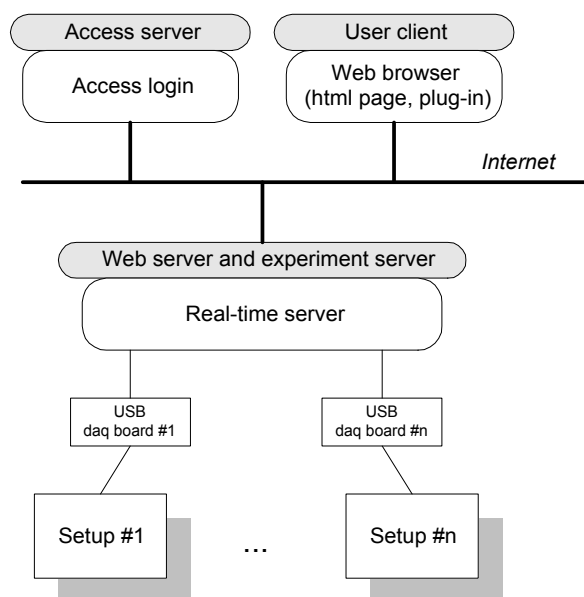 Access server
User client
Access login
Web browser
(html page, plug-in)
Internet
Web server and experiment server
Real-time server
USB
daq board #1
USB
daq board #n
Setup #1
...
Setup #n